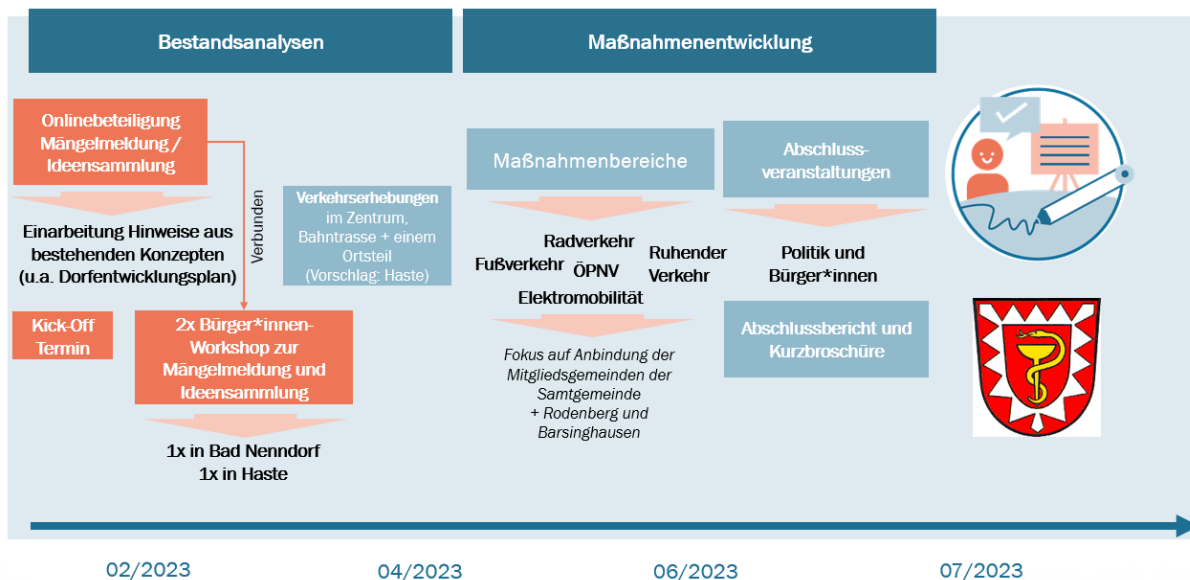 Bestandsanalysen
Maßnahmenentwicklung
Onlinebeteiligung
Mängelmeldung /
Ideensammlung
Einarbeitung Hinweise aus
bestehenden Konzepten
(u.a. Dorfentwicklungsplan)
Verbunden
Kick-Off
Termin
2x Bürger*innen-
Workshop zur
Mängelmeldung und
Ideensammlung
1x in Bad Nenndorf
1x in Haste
Verkehrserhebungen
im Zentrum,
Bahntrasse + einem
Ortsteil
(Vorschlag: Haste)
Maßnahmenbereiche
Radverkehr
Fußverkehr
ÖPNV
Ruhender
Verkehr
Elektromobilität
Fokus auf Anbindung der
Mitgliedsgemeinden der
Samtgemeinde
+ Rodenberg und
Barsinghausen
Abschluss-
veranstaltungen
Politik und
Bürger*innen
Abschlussbericht und
Kurzbroschüre
02/2023
04/2023
06/2023
07/2023